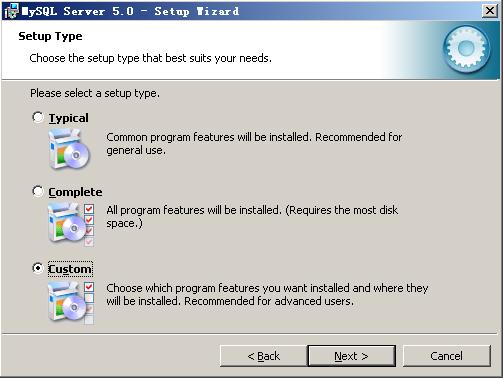 MySQL Server 5.0 - Setup Wizard
Setup Type
Choose the setup type that best suits your needs.
Please select a setup type.
Typical
Common program features will be installed. Recommended for
general use.
Complete
All program features will be installed. (Requires the most disk
space.)
Custom
Choose which program features you want installed and where they
will be installed. Recommended for advanced users.
< Back Next > Cancel